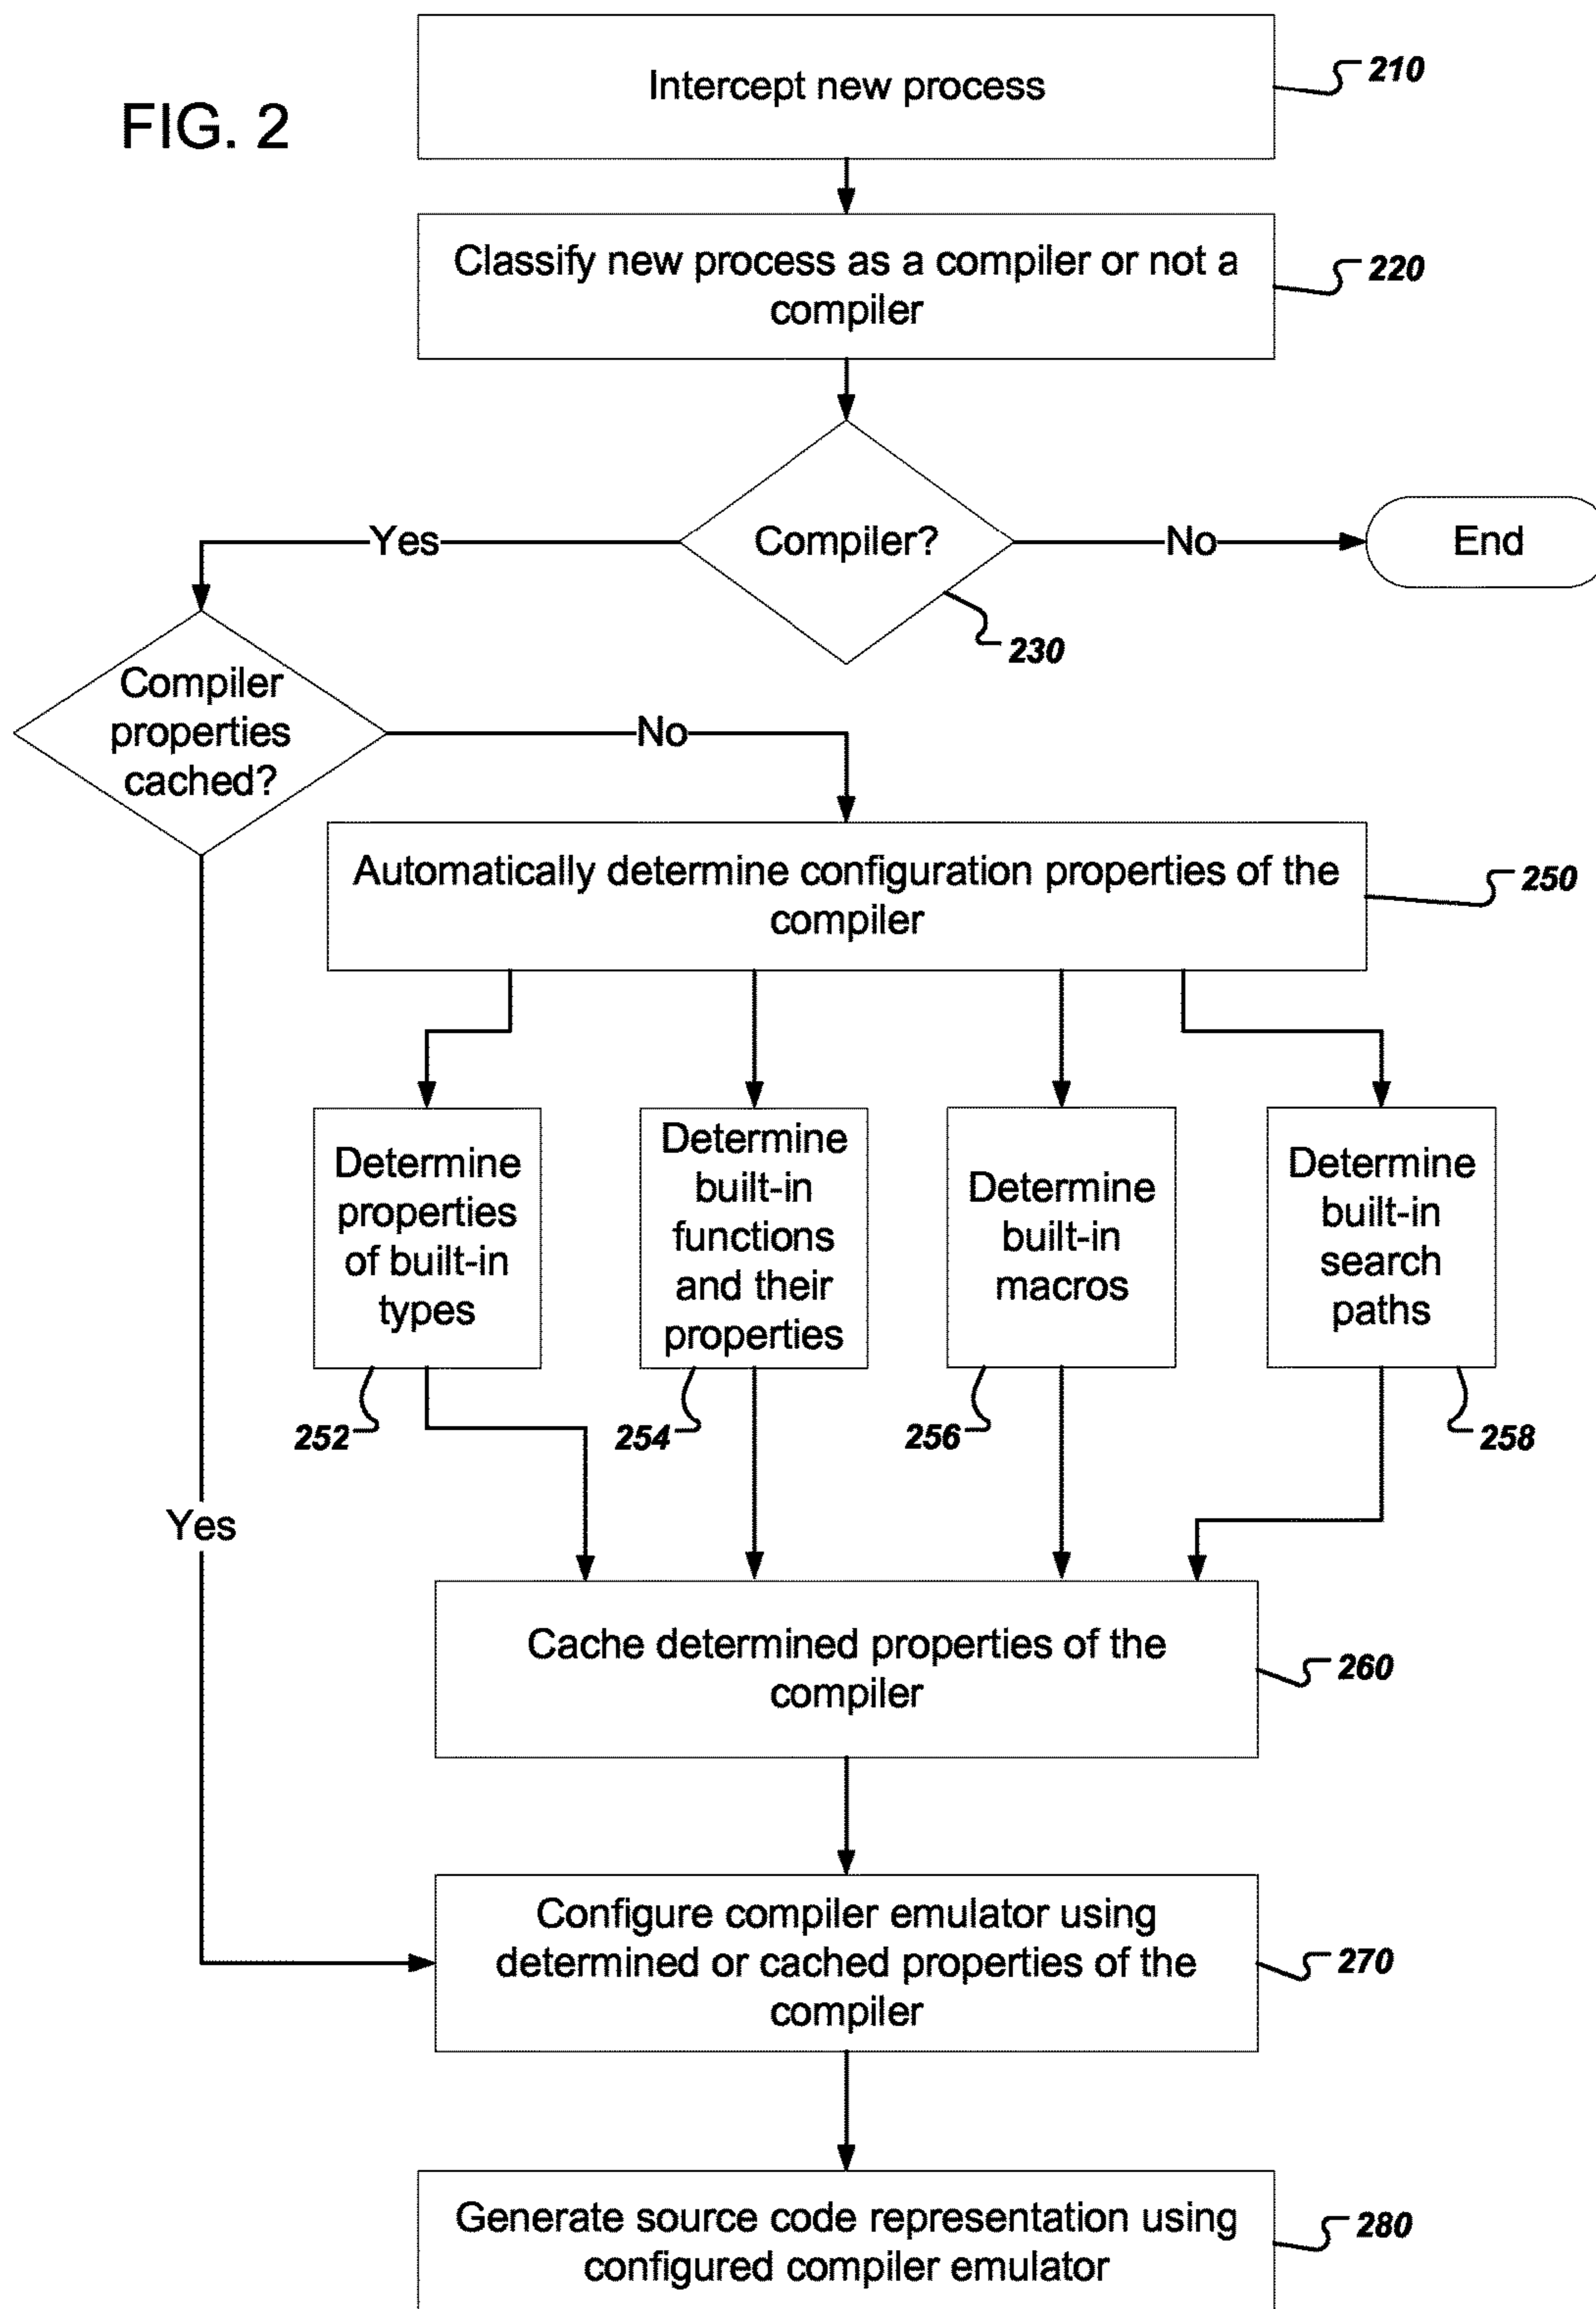 FIG. 2
Intercept new process
210
Classify new process as a compiler or not a
compiler
220
Yes
Compiler?
No
End
230
Compiler
properties
cached?
No
Automatically determine configuration properties of the
compiler
250
Determine
properties
of built-in
types
Determine
built-in
functions
and their
properties
Determine
built-in
macros
Determine
built-in
search
paths
252
254
256
258
Yes
Cache determined properties of the
compiler
260
Configure compiler emulator using
determined or cached properties of the
compiler
270
Generate source code representation using
configured compiler emulator
280